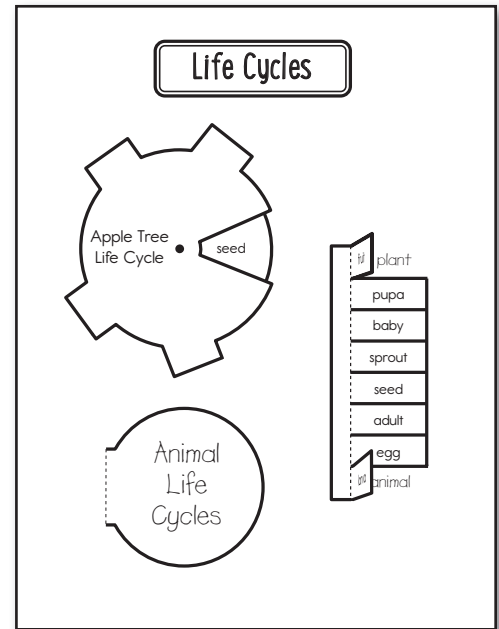 Life Cycles
Apple Tree
Life Cycle
seed
plant
pupa
baby
sprout
seed
adult
egg
animal
Animal
Life
Cycles